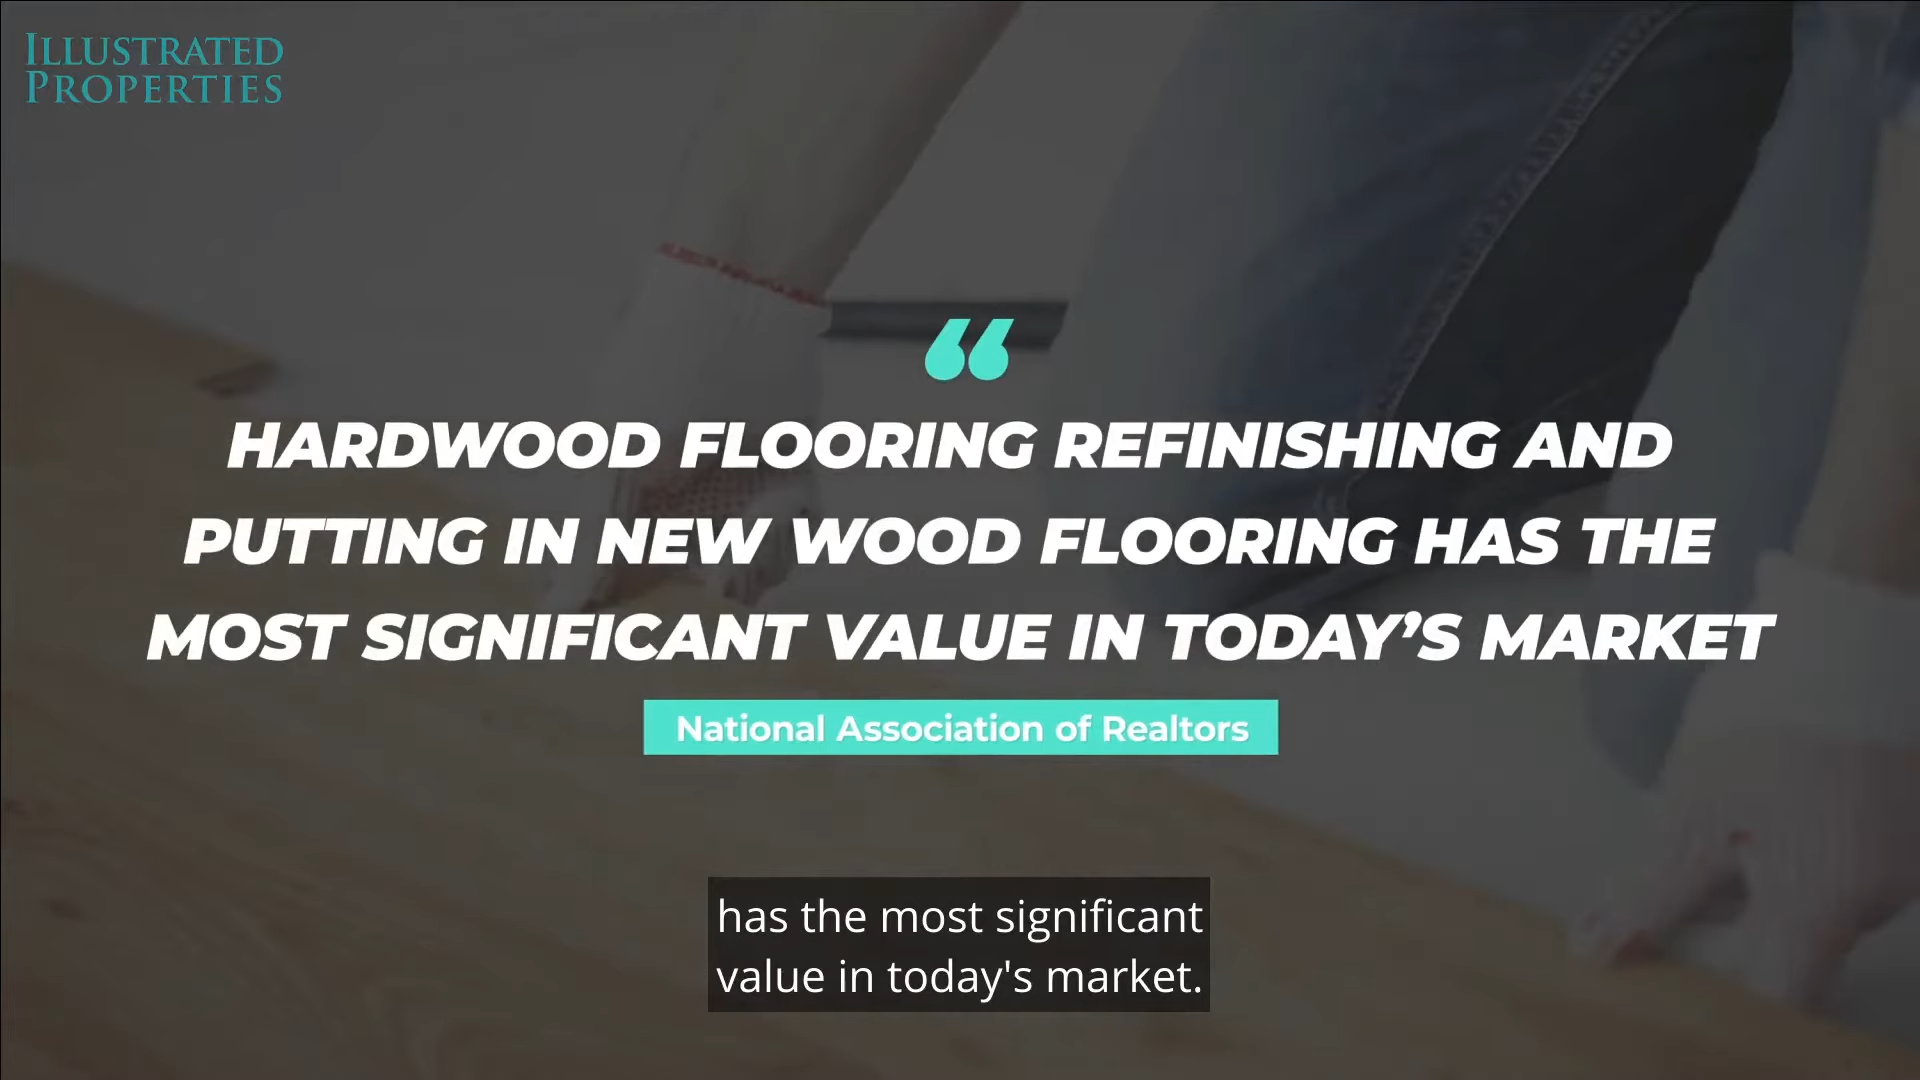 ILLUSTRATED
PROPERTIES
“
HARDWOOD FLOORING REFINISHING AND
PUTTING IN NEW WOOD FLOORING HAS THE
MOST SIGNIFICANT VALUE IN TODAY’S MARKET
National Association of Realtors
has the most significant
value in today's market.